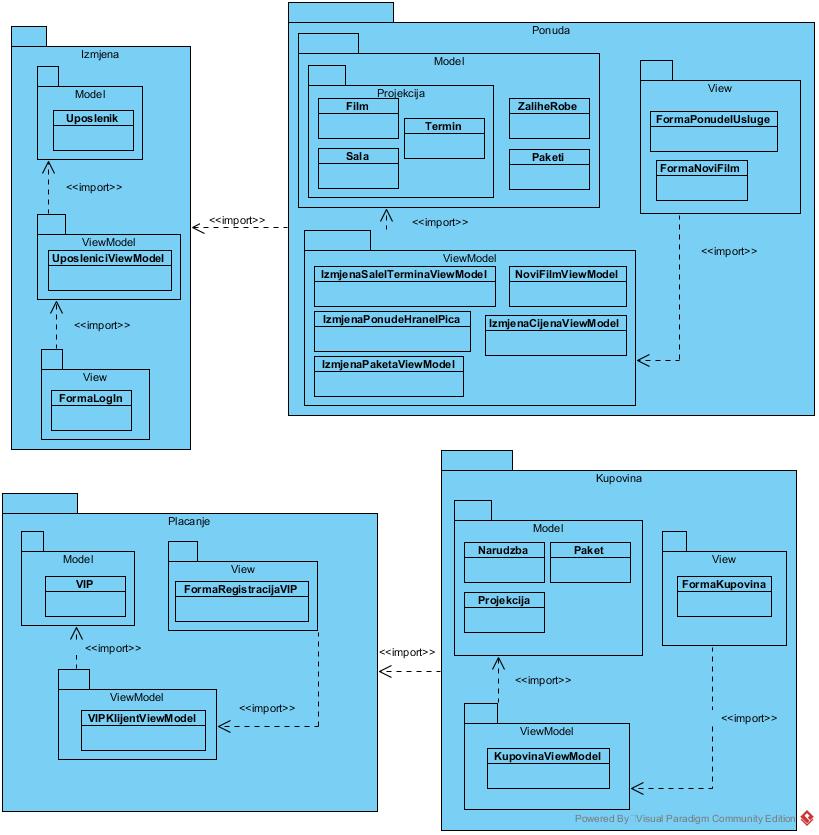 Izmjena
Model
Uposlenik
<<import>>
ViewModel
UposleniciViewModel
<<import>>
View
FormaLogIn
<<import>>
Ponuda
Model
Projekcija
Film
Termin
Sala
ZaliheRobe
Paketi
View
FormaPonudeIUsluge
FormaNoviFilm
<<import>>
<<import>>
ViewModel
IzmjenaSaleITerminaViewModel
NoviFilmViewModel
IzmjenaPonudeHraneIPica
IzmjenaCijenaViewModel
IzmjenaPaketaViewModel
Placanje
Model
VIP
View
FormaRegistracijaVIP
<<import>>
ViewModel
VIPKlijentViewModel
<<import>>
<<import>>
Kupovina
Model
Narudzba
Paket
Projekcija
View
FormaKupovina
<<import>>
ViewModel
KupovinaViewModel
<<import>>
Powered By Visual Paradigm Community Edition